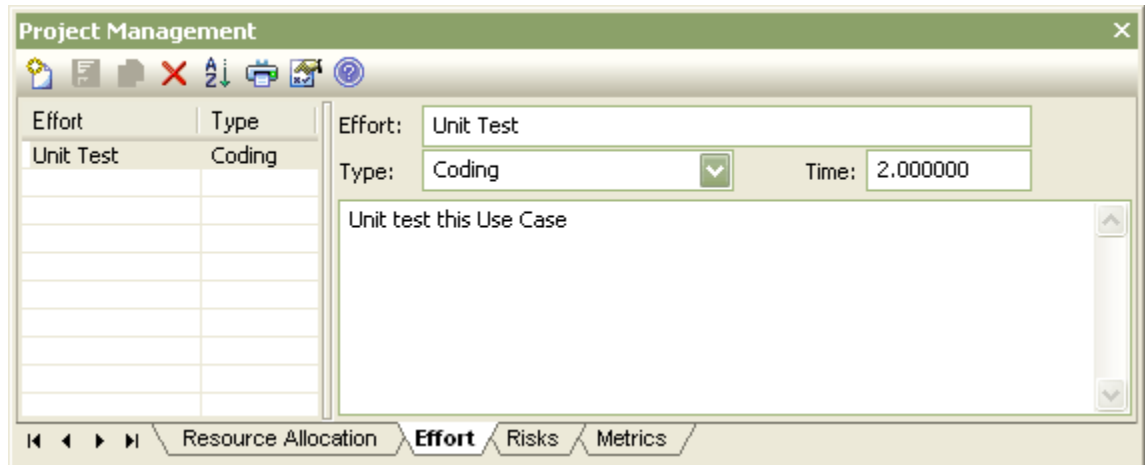 Project Management
Effort Type
Unit Test Coding
Effort: Unit Test
Type: Coding Time: 2.000000
Unit test this Use Case
Resource Allocation Effort Risks Metrics